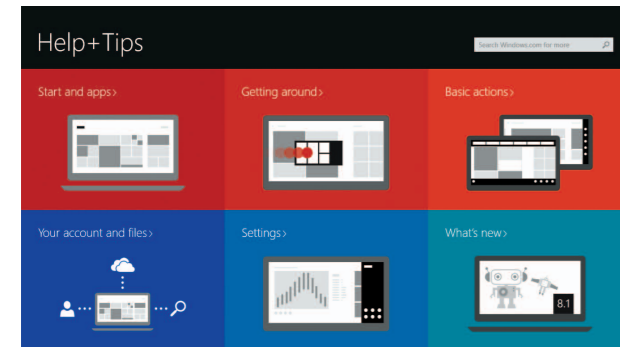 Help+Tips
Search Windows.com for more
Start and apps>
Getting around>
Basic actions>
Your account and files>
Settings>
What's new>
8.1